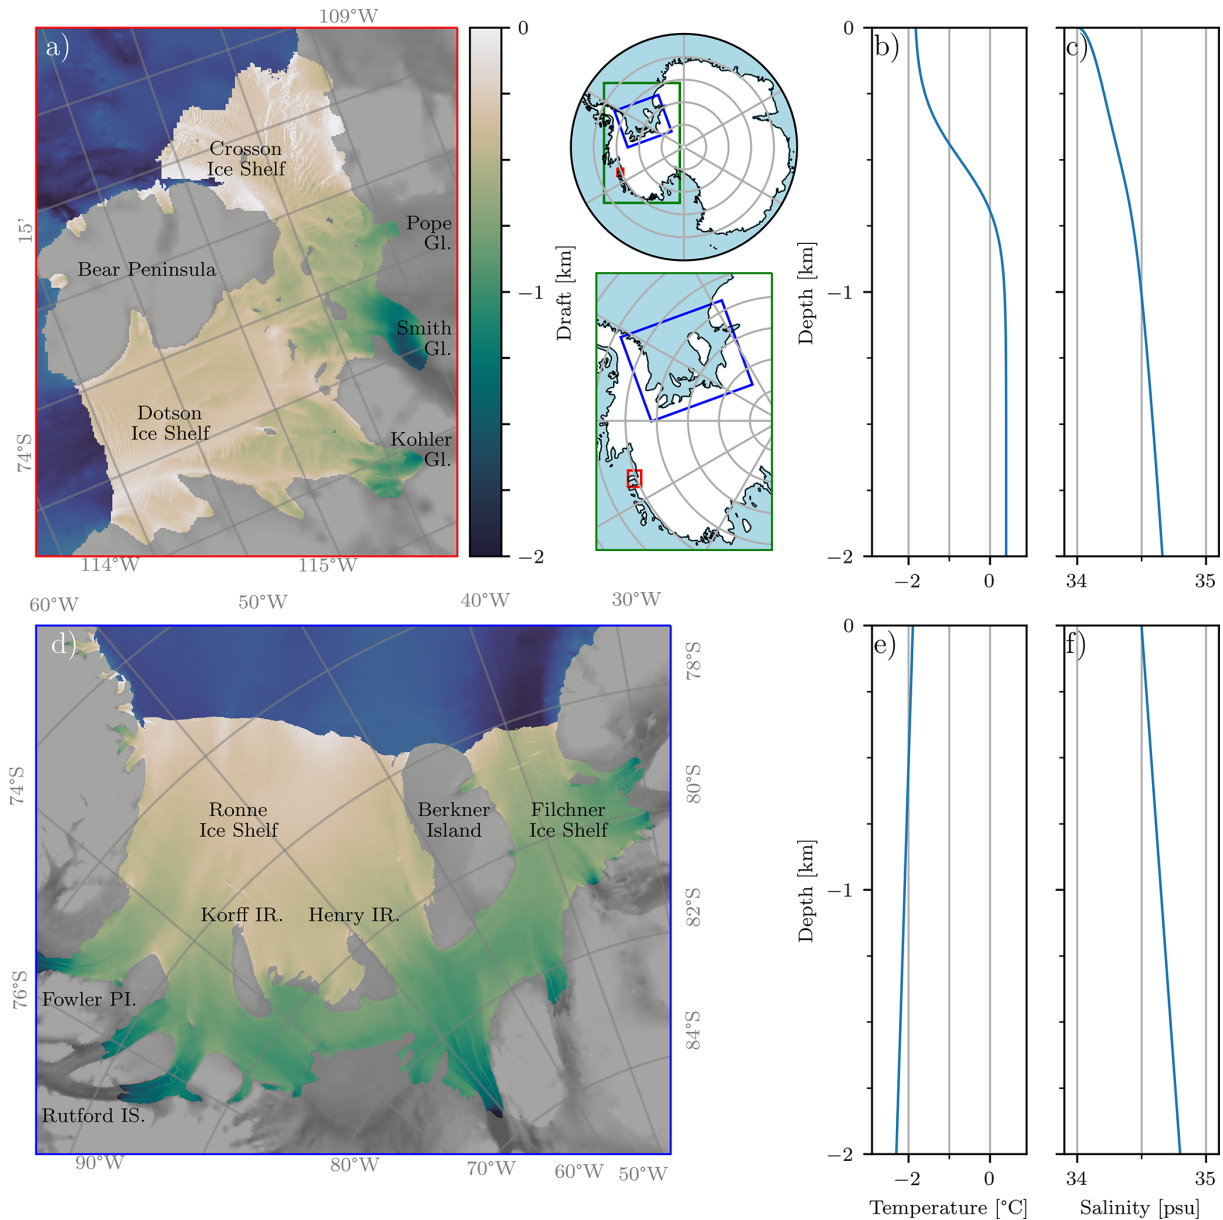 109°W
a)
15'
74°S
Crosson
Ice Shelf
Pope
Gl.
Bear Peninsula
Smith
Gl.
Dotson
Ice Shelf
Kohler
Gl.
114°W
115°W
0
−1
−2
Draft [km]
b)
c)
0
−1
−2
Depth [km]
−2
0
34
35
60°W
50°W
40°W
30°W
d)
78°S
80°S
82°S
84°S
74°S
76°S
Ronne
Ice Shelf
Berkner
Island
Filchner
Ice Shelf
Korff IR.
Henry IR.
Fowler PI.
Rutford IS.
90°W
80°W
70°W
60°W
50°W
e)
f)
0
−1
−2
Depth [km]
−2
0
34
35
Temperature [°C]
Salinity [psu]